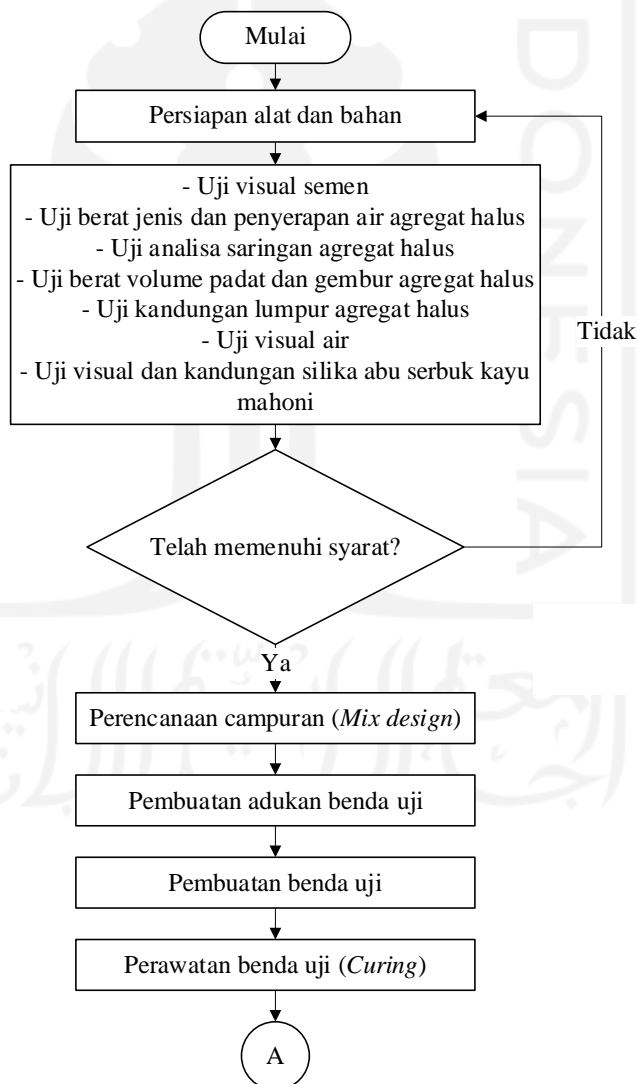 Mulai
Persiapan alat dan bahan
- Uji visual semen
- Uji berat jenis dan penyerapan air agregat halus
- Uji analisa saringan agregat halus
- Uji berat volume padat dan gembur agregat halus
- Uji kandungan lumpur agregat halus
- Uji visual air
- Uji visual dan kandungan silika abu serbuk kayu
mahoni
Tidak
Telah memenuhi syarat?
Ya
Perencanaan campuran (Mix design)
Pembuatan adukan benda uji
Pembuatan benda uji
Perawatan benda uji (Curing)
A